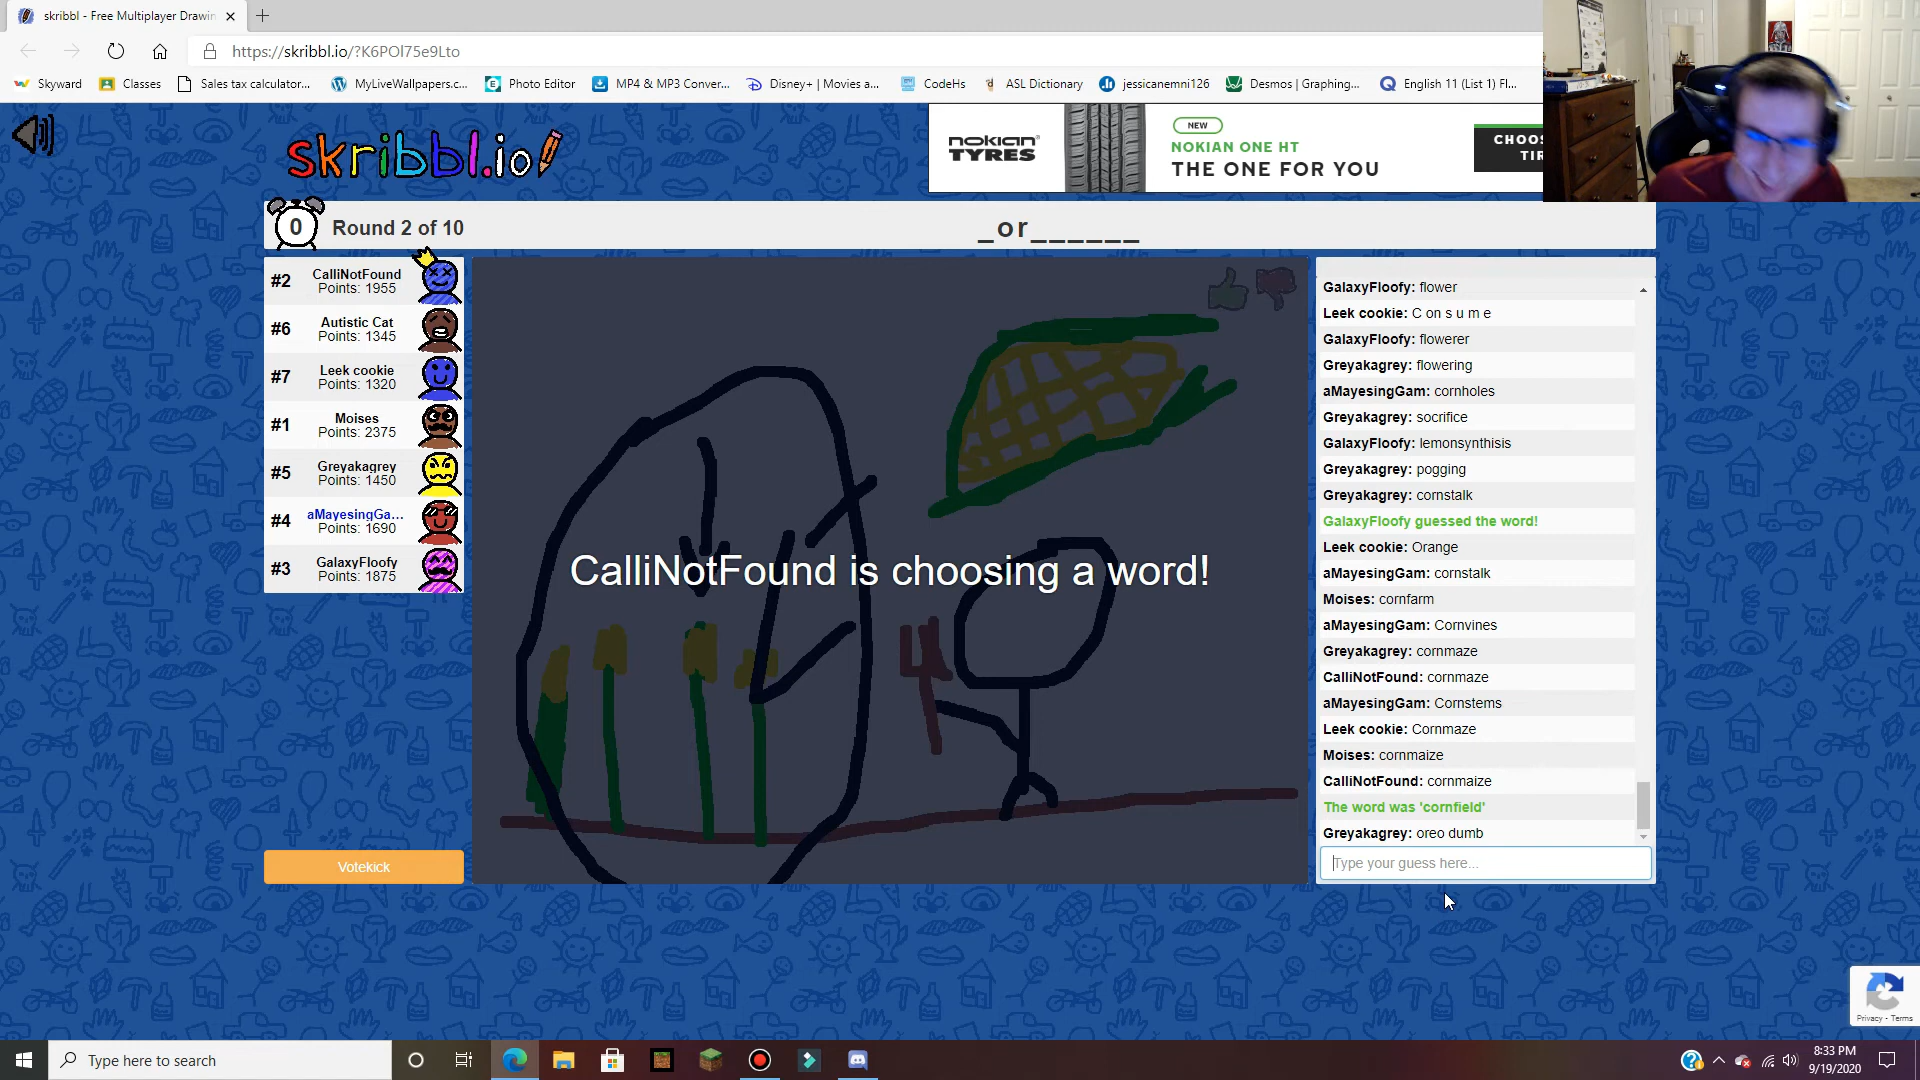 skribbl - Free Multiplayer Drawin
https://skribbl.io/?K6POl75e9Lto
Skyward
Classes
Sales tax calculator...
MyLiveWallpapers.c...
Photo Editor
MP4 & MP3 Conver...
Disney+ | Movies a...
CodeHs
ASL Dictionary
jessicanemni126
Desmos | Graphing...
English 11 (List 1) Fl...
skribbl.io
nokian TYRES
NEW
NOKIAN ONE HT
THE ONE FOR YOU
CHOOS
TIR
0
Round 2 of 10
_or______
#2 CalliNotFound
Points: 1955
#6 Autistic Cat
Points: 1345
#7 Leek cookie
Points: 1320
#1 Moises
Points: 2375
#5 Greyakagrey
Points: 1450
#4 aMayesingGa...
Points: 1690
#3 GalaxyFloofy
Points: 1875
Votekick
CalliNotFound is choosing a word!
GalaxyFloofy: flower
Leek cookie: C on s u m e
GalaxyFloofy: flowerer
Greyakagrey: flowering
aMayesingGam: cornholes
Greyakagrey: socrifice
GalaxyFloofy: lemonsynthisis
Greyakagrey: pogging
Greyakagrey: cornstalk
GalaxyFloofy guessed the word!
Leek cookie: Orange
aMayesingGam: cornstalk
Moises: cornfarm
aMayesingGam: Cornvines
Greyakagrey: cornmaze
CalliNotFound: cornmaze
aMayesingGam: Cornstems
Leek cookie: Cornmaze
Moises: cornmaize
CalliNotFound: cornmaize
The word was 'cornfield'
Greyakagrey: oreo dumb
Type your guess here...
Privacy - Terms
Type here to search
8:33 PM
9/19/2020